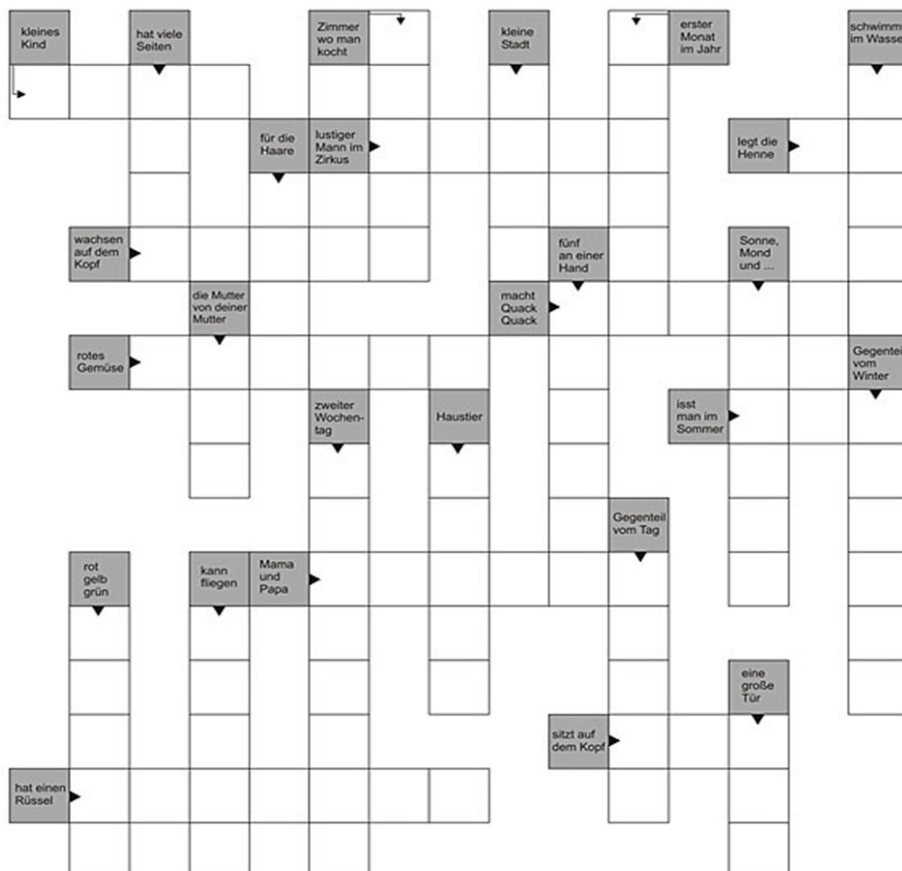 kleines
Kind
hat viele
Seiten
Zimmer
wo man
kocht
kleine
Stadt
erster
Monat
im Jahr
schwimm
im Wasse
für die
Haare
lustiger
Mann im
Zirkus
legt die
Henne
wachsen
auf dem
Kopf
fünf
an einer
Hand
Sonne,
Mond
und ...
die Mutter
von deiner
Mutter
macht
Quack
Quack
rotes
Gemüse
Gegenteil
vom
Winter
zweiter
Wochen-
tag
Haustier
isst
man im
Sommer
Gegenteil
vom Tag
rot
gelb
grün
kann
fliegen
Mama
und
Papa
eine
große
Tür
sitzt auf
dem Kopf
hat einen
Rüssel